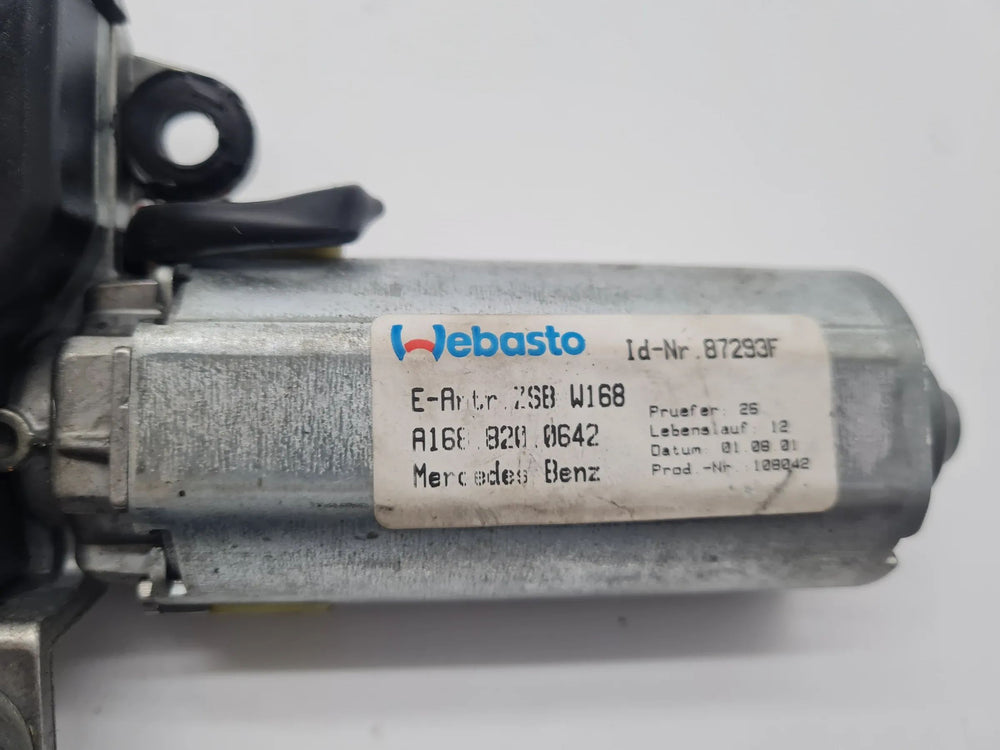 Webasto
Id-Nr.87293F
E-Antr.ZSB W168
A168 820 0642
Mercedes Benz
Pruefer: 26
Lebenslauf: 12
Datum: 01.08.01
Prod.-Nr.:108042